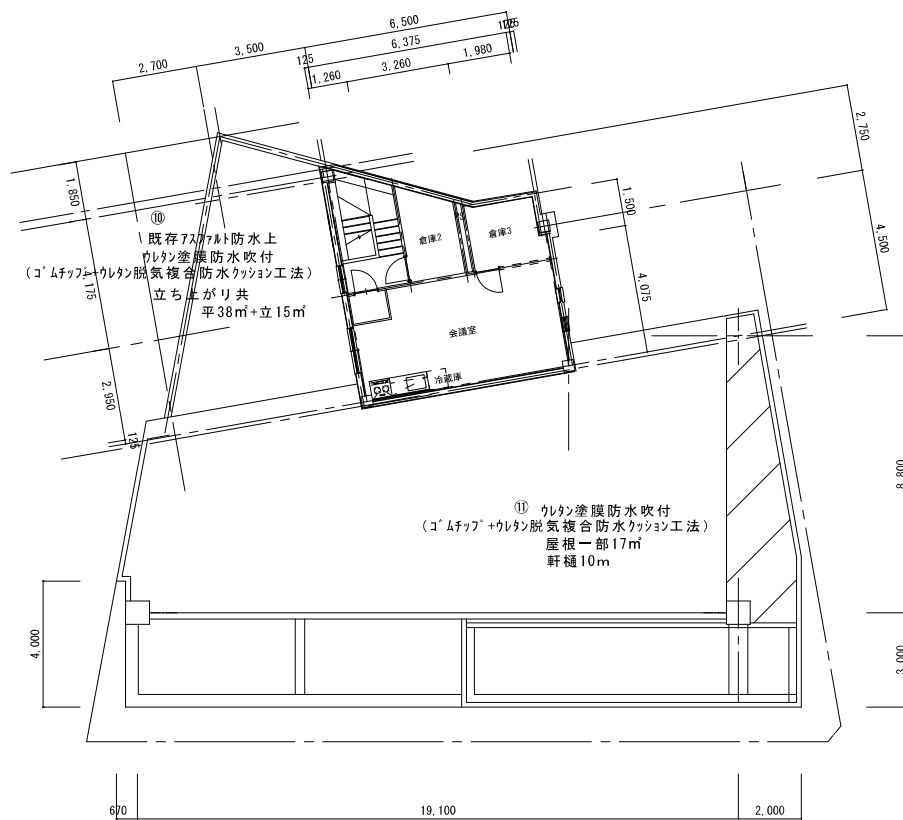 6,500
125
3,500
6,375
125
2,700
1,260
3,260
1,980
2,750
1,850
1,500
4,500
⑩
既存アスファルト防水上
ウレタン塗膜防水吹付
(ゴムチップ+ウレタン脱気複合防水クッション工法)
立ち上がり共
平38㎡+立15㎡
4,175
倉庫2
倉庫3
4,075
会議室
冷蔵庫
2,950
125
8,800
⑪ ウレタン塗膜防水吹付
(ゴムチップ+ウレタン脱気複合防水クッション工法)
屋根一部17㎡
軒樋10m
4,000
3,000
670
19,100
2,000